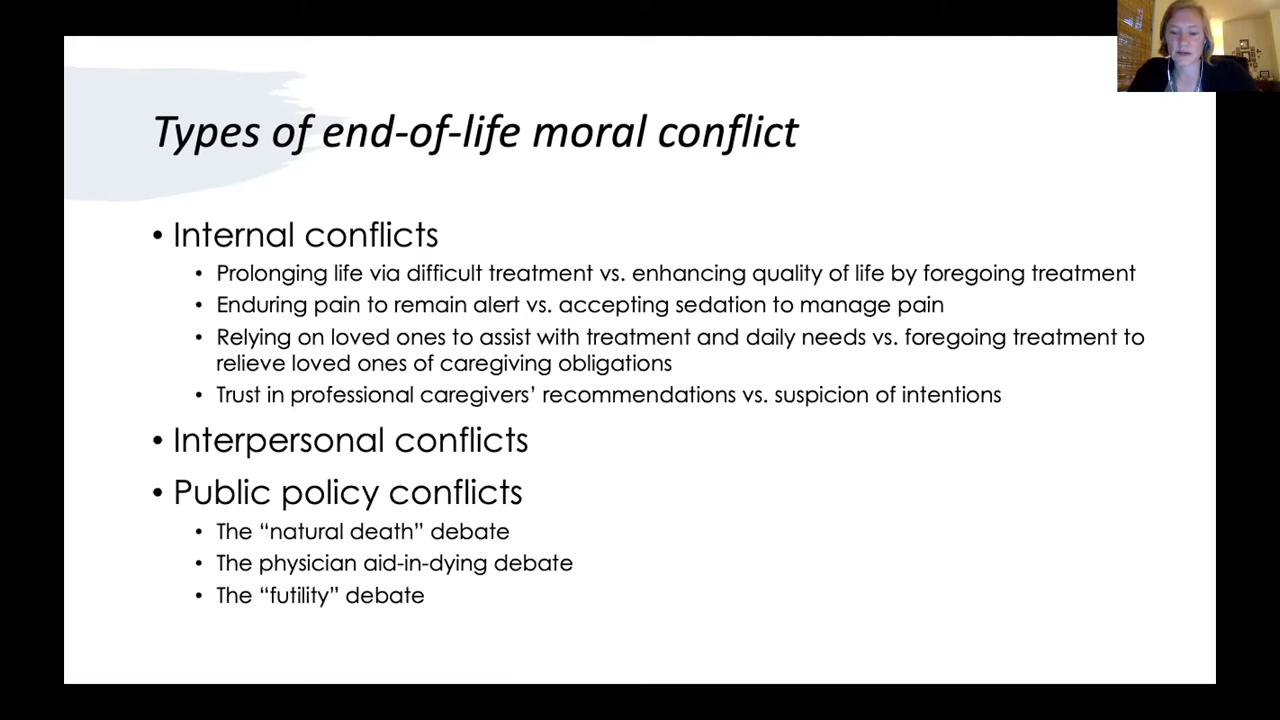 Types of end-of-life moral conflict
• Internal conflicts
• Prolonging life via difficult treatment vs. enhancing quality of life by foregoing treatment
• Enduring pain to remain alert vs. accepting sedation to manage pain
• Relying on loved ones to assist with treatment and daily needs vs. foregoing treatment to
relieve loved ones of caregiving obligations
• Trust in professional caregivers’ recommendations vs. suspicion of intentions
• Interpersonal conflicts
• Public policy conflicts
• The “natural death” debate
• The physician aid-in-dying debate
• The “futility” debate